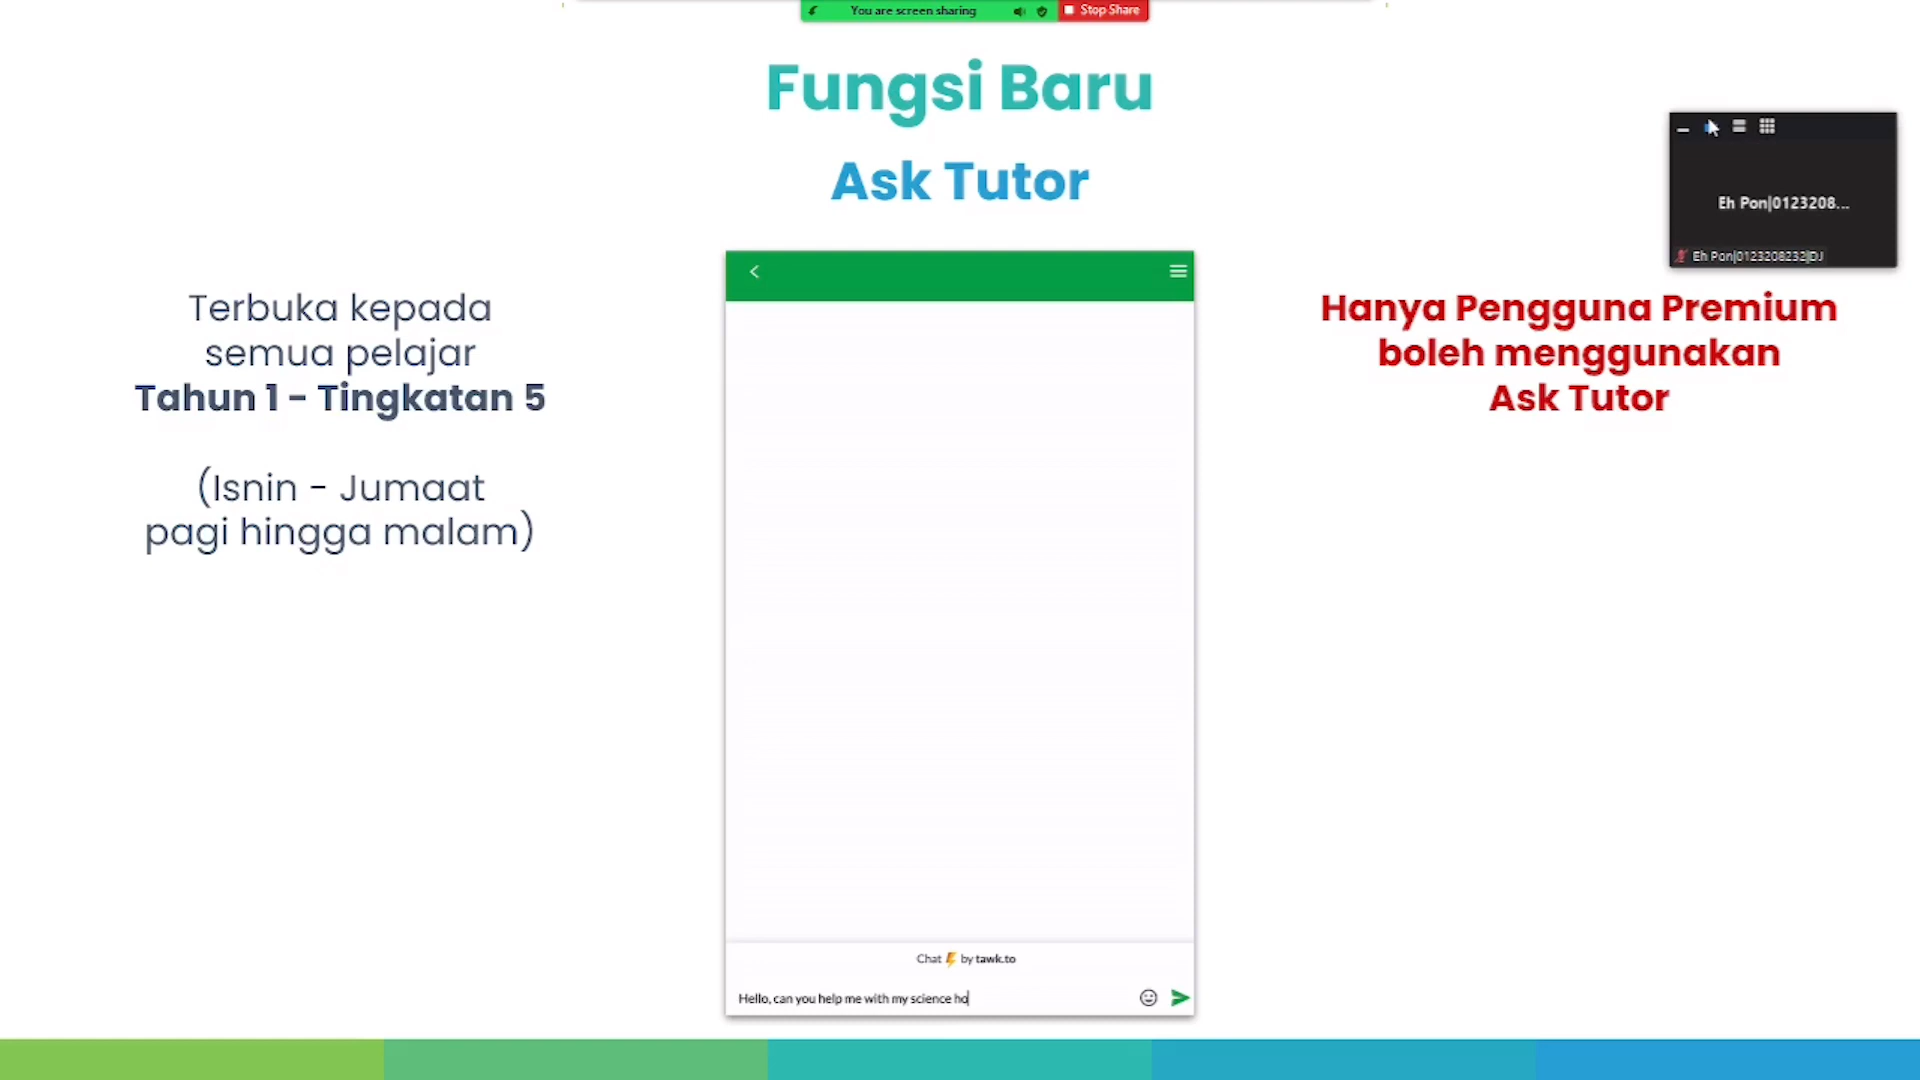 You are screen sharing
Stop Share
Fungsi Baru
Ask Tutor
Eh Pon|0123208...
Eh Pon|0123208232|DJ
Terbuka kepada
semua pelajar
Tahun 1 - Tingkatan 5
(Isnin - Jumaat
pagi hingga malam)
Hanya Pengguna Premium
boleh menggunakan
Ask Tutor
Chat ⚡ by tawk.to
Hello, can you help me with my science ho